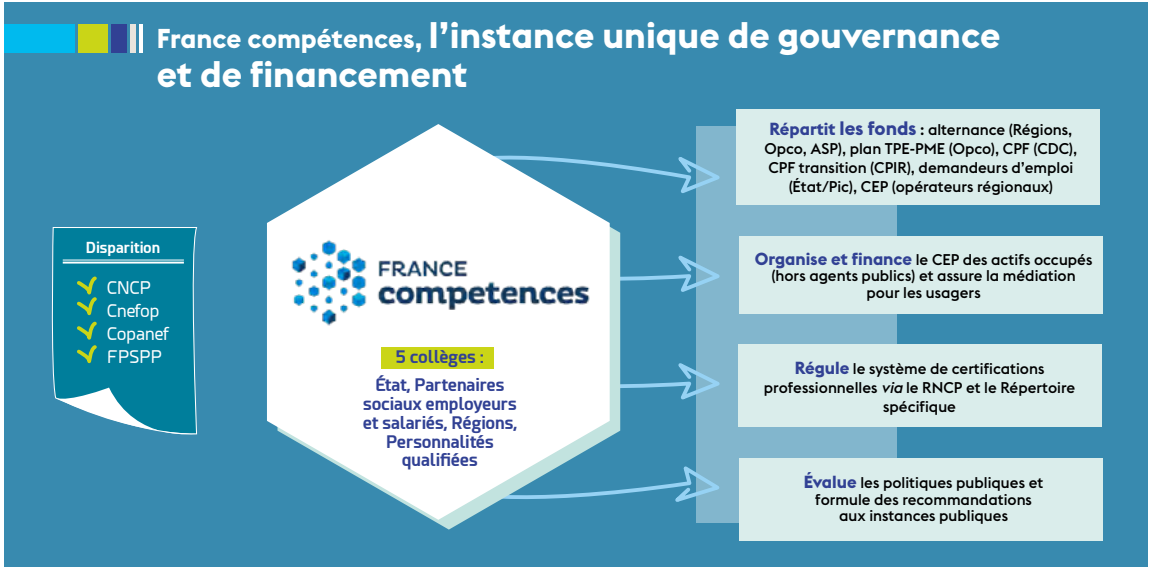 France compétences, l'instance unique de gouvernance
et de financement
Disparition
CNCP
Cnefop
Copanef
FPSPP
FRANCE
competences
5 collèges :
État, Partenaires
sociaux employeurs
et salariés, Régions,
Personnalités
qualifiées
Répartit les fonds : alternance (Régions,
Opco, ASP), plan TPE-PME (Opco), CPF (CDC),
CPF transition (CPIR), demandeurs d'emploi
(État/Pic), CEP (opérateurs régionaux)
Organise et finance le CEP des actifs occupés
(hors agents publics) et assure la médiation
pour les usagers
Régule le système de certifications
professionnelles via le RNCP et le Répertoire
spécifique
Évalue les politiques publiques et
formule des recommandations
aux instances publiques